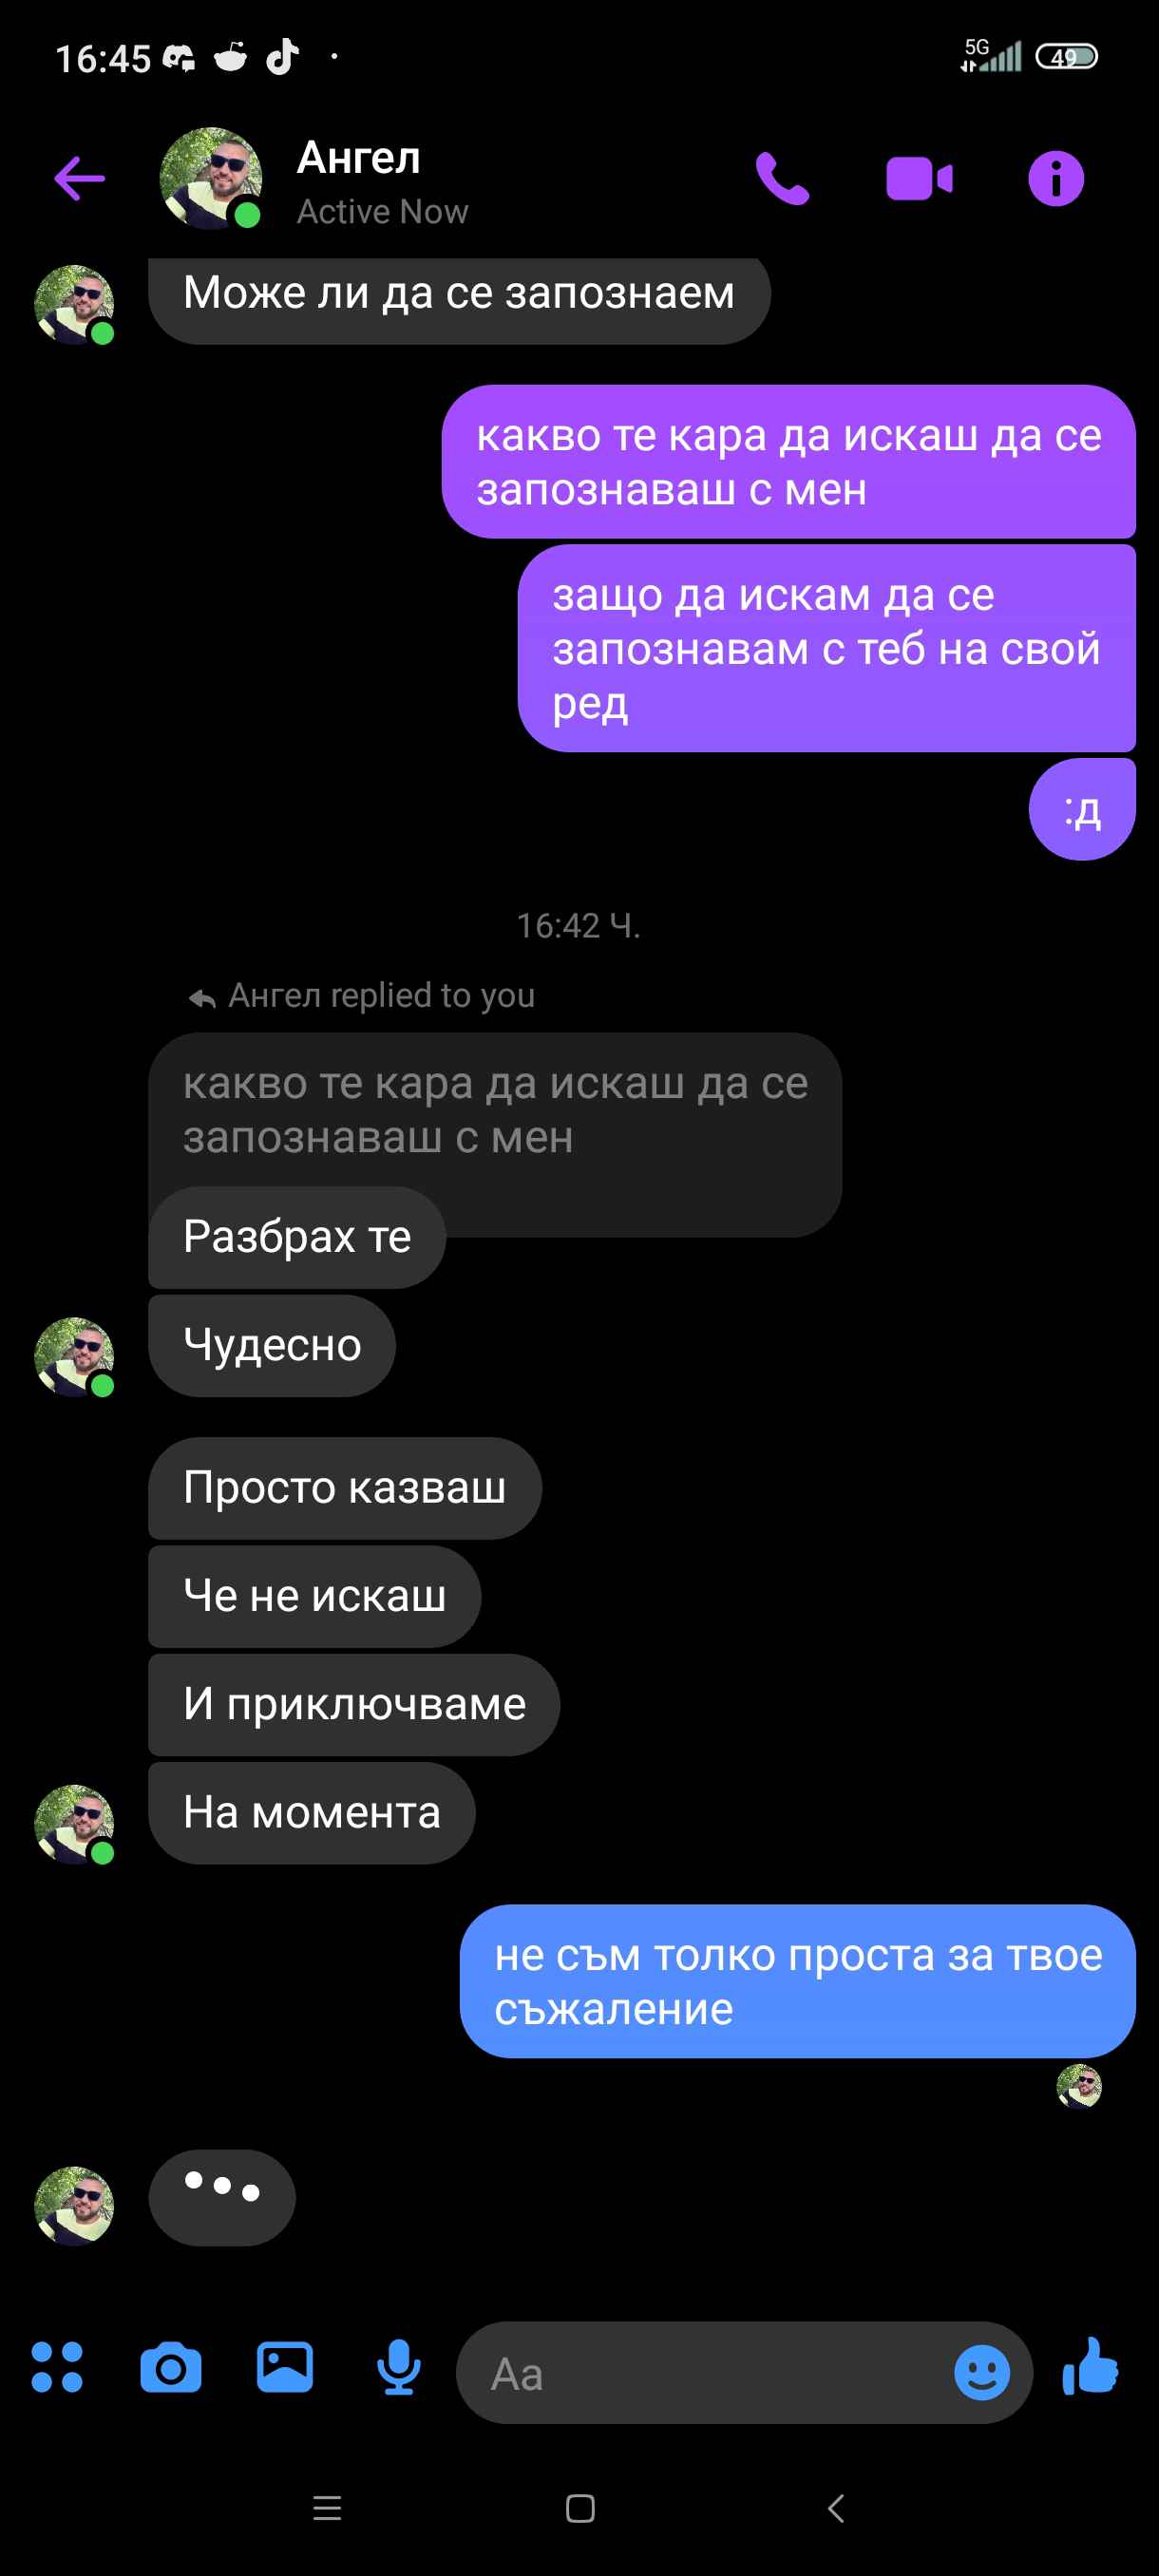 16:45
5G
49
Ангел
Active Now
Може ли да се запознаем
какво те кара да искаш да се
запознаваш с мен
защо да искам да се
запознавам с теб на свой
ред
:д
16:42 Ч.
Ангел replied to you
какво те кара да искаш да се
запознаваш с мен
Разбрах те
Чудесно
Просто казваш
Че не искаш
И приключваме
На момента
не съм толко проста за твое
съжаление
Aa